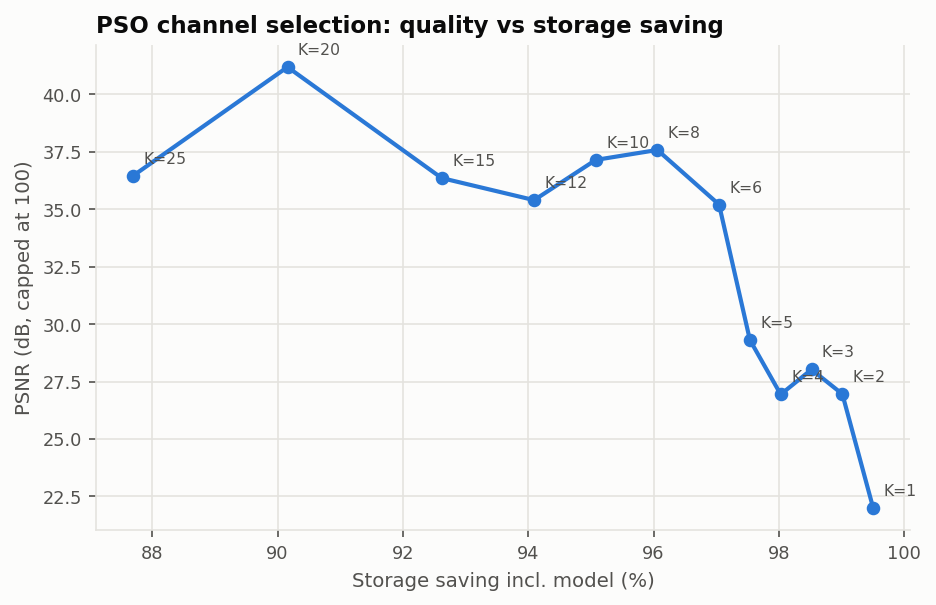 PSO channel selection: quality vs storage saving
PSNR (dB, capped at 100)
40.0
37.5
35.0
32.5
30.0
27.5
25.0
22.5
K=25
K=20
K=15
K=12
K=10
K=8
K=6
K=5
K=4
K=3
K=2
K=1
88 90 92 94 96 98 100
Storage saving incl. model (%)